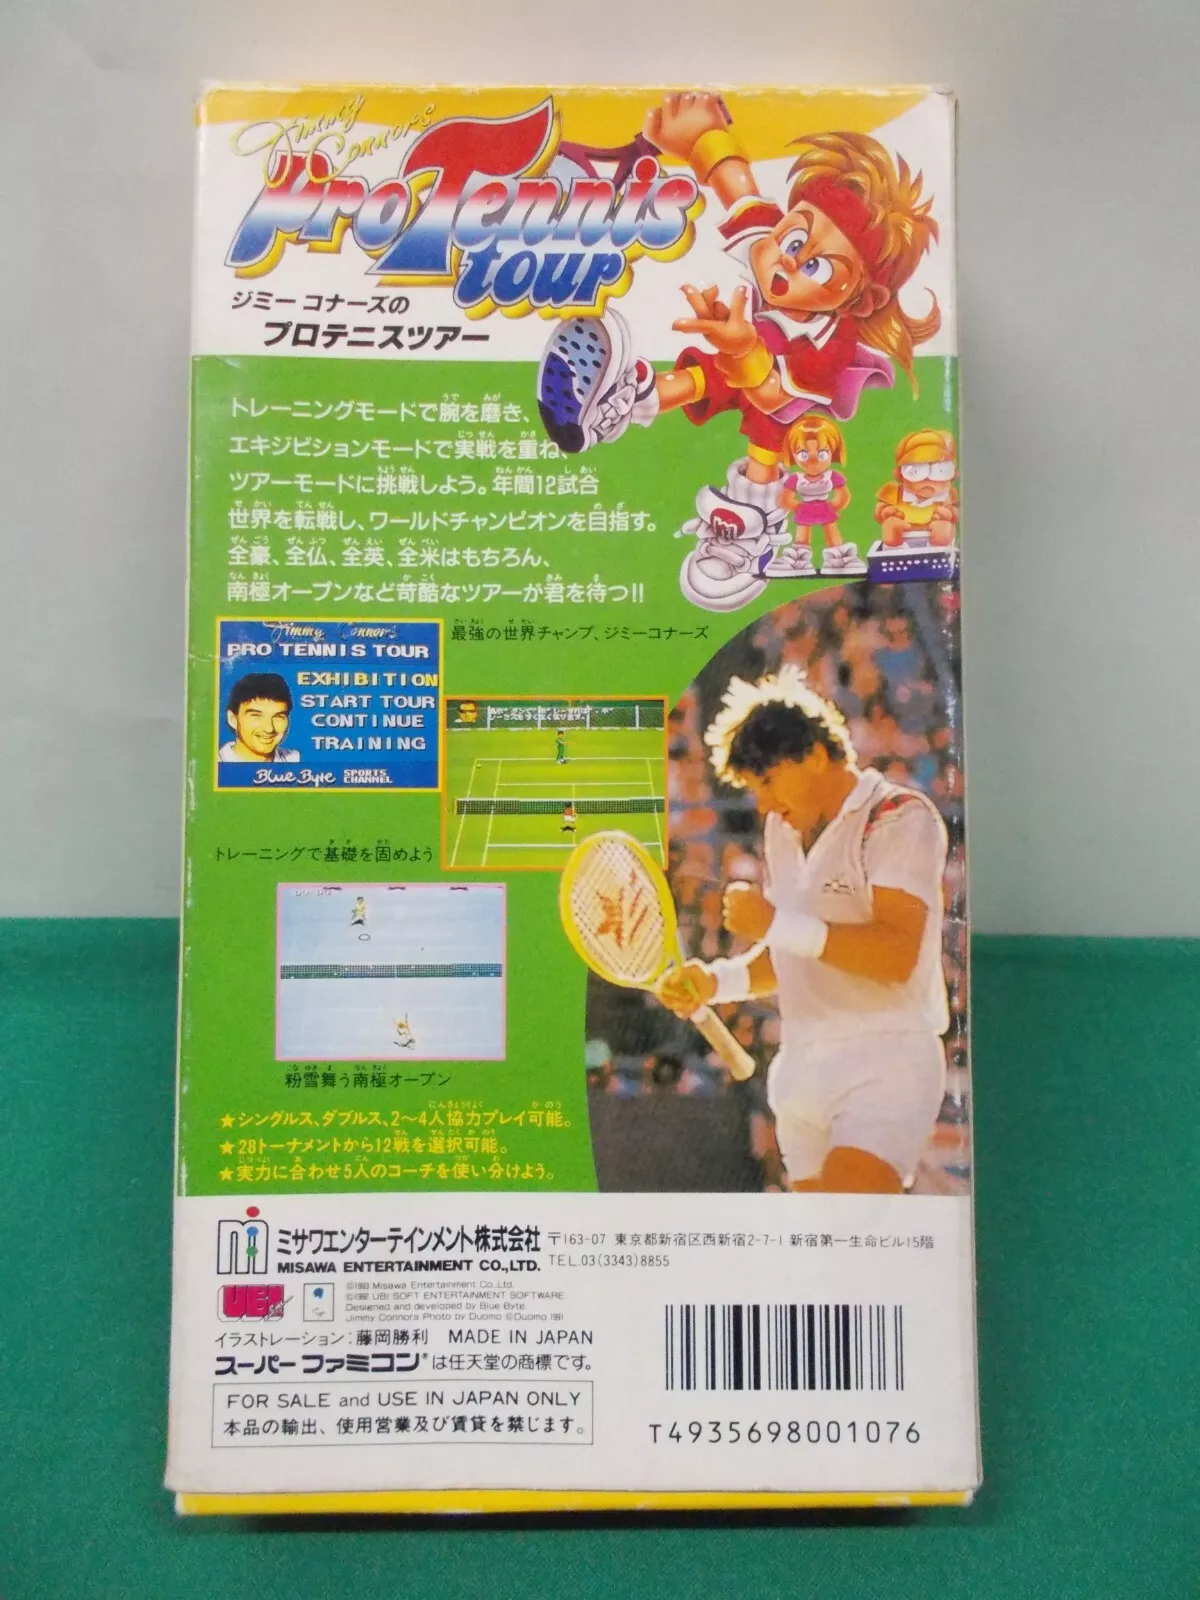 Jimmy Connors
Pro Tennis
tour
ジミー コナーズの
プロテニスツアー
トレーニングモードで腕を磨き、
エキジビションモードで実戦を重ね、
ツアーモードに挑戦しよう。年間12試合
世界を転戦し、ワールドチャンピオンを目指す。
全豪、全仏、全英、全米はもちろん、
南極オープンなど苛酷なツアーが君を待つ!!
最強の世界チャンプ、ジミーコナーズ
Jimmy Connors
PRO TENNIS TOUR
EXHIBITION
START TOUR
CONTINUE
TRAINING
Blue Byte SPORTS CHANNEL
トレーニングで基礎を固めよう
粉雪舞う南極オープン
★シングルス、ダブルス、2〜4人協力プレイ可能。
★28トーナメントから12戦を選択可能。
★実力に合わせ5人のコーチを使い分けよう。
ミサワエンターテインメント株式会社 〒163-07 東京都新宿区西新宿2-7-1 新宿第一生命ビル15階
MISAWA ENTERTAINMENT CO.,LTD. TEL.03(3343)8855
UBI Soft
©1993 Misawa Entertainment Co.,Ltd.
©1992 UBI SOFT ENTERTAINMENT SOFTWARE
Designed and developed by Blue Byte.
Jimmy Connors Photo by Duomo ©Duomo 1991
イラストレーション：藤岡勝利 MADE IN JAPAN
スーパーファミコン®は任天堂の商標です。
FOR SALE and USE IN JAPAN ONLY
本品の輸出、使用営業及び賃貸を禁じます。
T4935698001076